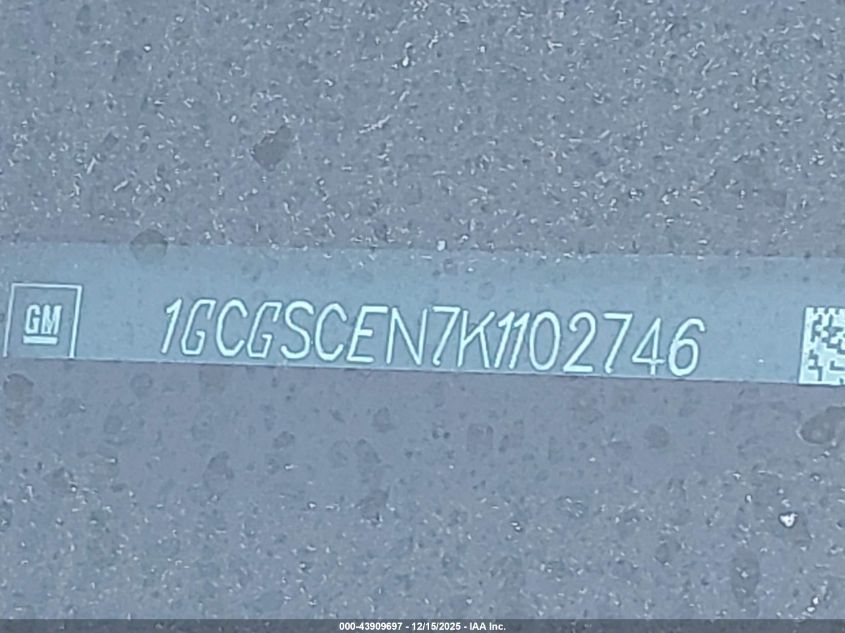 GM
1GCGSCEN7K1102746
000-43909697 - 12/15/2025 - IAA Inc.